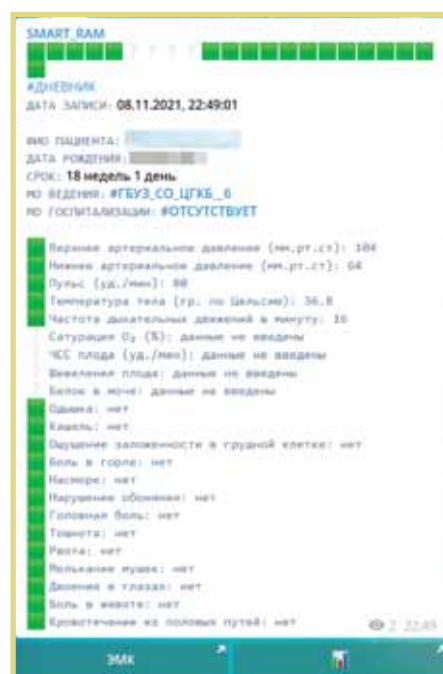 SMART_RAM
#ДНЕВНИК
ДАТА ЗАПИСИ: 08.11.2021, 22:49:01
ФИО ПАЦИЕНТА:
ДАТА РОЖДЕНИЯ:
СРОК: 18 недель 1 день
МО ВЕДЕНИЯ: #ГБУЗ_СО_ЦГКБ_6
МО ГОСПИТАЛИЗАЦИИ: #ОТСУТСТВУЕТ
Верхнее артериальное давление (мм.рт.ст): 104
Нижнее артериальное давление (мм.рт.ст): 64
Пульс (уд./мин): 80
Температура тела (гр. по Цельсию): 36.8
Частота дыхательных движений в минуту: 16
Сатурация O₂ (%): данные не введены
ЧСС плода (уд./мин): данные не введены
Шевеления плода: данные не введены
Белок в моче: данные не введены
Одышка: нет
Кашель: нет
Ощущение заложенности в грудной клетке: нет
Боль в горле: нет
Насморк: нет
Нарушение обоняния: нет
Головная боль: нет
Тошнота: нет
Рвота: нет
Мелькание мушек: нет
Двоение в глазах: нет
Боль в животе: нет
Кровотечение из половых путей: нет
2 22:49
ЭМК